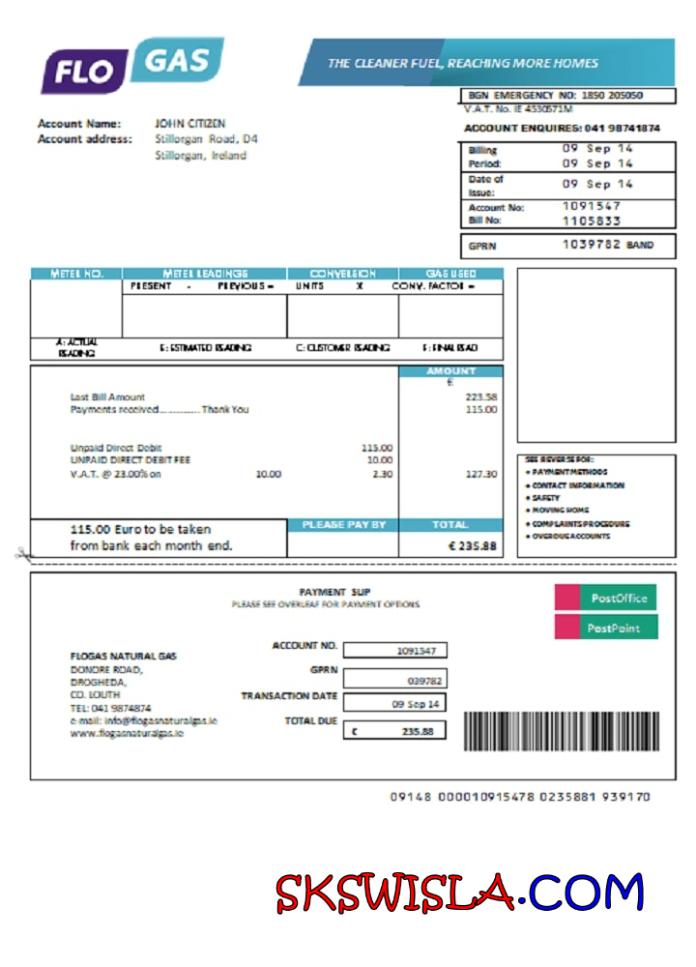 FLO GAS
THE CLEANER FUEL, REACHING MORE HOMES
BGN EMERGENCY NO: 1850 205050
V.A.T. No. IE 4530571M
ACCOUNT ENQUIRES: 041 98741874
Account Name: JOHN CITIZEN
Account address: Stillorgan Road, D4
Stillorgan, Ireland
Billing 09 Sep 14
Period: 09 Sep 14
Date of
Issue: 09 Sep 14
Account No: 1091547
Bill No: 1105833
GPRN 1039782 BAND
METER NO. METER READINGS CONVERSION GAS USED
PRESENT - PREVIOUS = UNITS X CONV. FACTOR =
A: ACTUAL
READING E: ESTIMATED READING C: CUSTOMER READING F: FINAL READ
AMOUNT
€
Last Bill Amount 223.58
Payments received.............. Thank You 115.00
Unpaid Direct Debit 115.00
UNPAID DIRECT DEBIT FEE 10.00
V.A.T. @ 23.00% on 10.00 2.30 127.30
SEE REVERSE FOR:
• PAYMENT METHODS
• CONTACT INFORMATION
• SAFETY
• MOVING HOME
• COMPLAINTS PROCEDURE
• OVERDUE ACCOUNTS
115.00 Euro to be taken
from bank each month end.
PLEASE PAY BY TOTAL
€ 235.88
PAYMENT SLIP
PLEASE SEE OVERLEAF FOR PAYMENT OPTIONS
PostOffice
PostPoint
FLOGAS NATURAL GAS
DONORE ROAD,
DROGHEDA,
CO. LOUTH
TEL: 041 9874874
e-mail: info@flogasnaturalgas.ie
www.flogasnaturalgas.ie
ACCOUNT NO. 1091547
GPRN 039782
TRANSACTION DATE 09 Sep 14
TOTAL DUE € 235.88
09148 000010915478 0235881 939170
SKSWISLA.COM